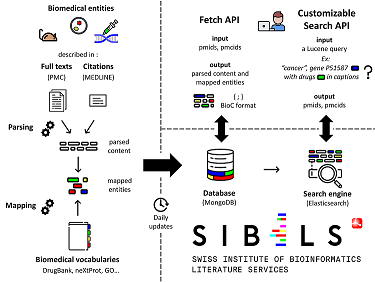 Biomedical entities
described in :
Full texts
(PMC)
Citations
(MEDLINE)
Parsing
parsed
content
mapped
entities
Mapping
Biomedical vocabularies
DrugBank, neXtProt, GO...
Daily
updates
Fetch API
input
pmids, pmcids
output
parsed content and
mapped entities
{ ; }
BioC format
Customizable
Search API
input
a Lucene query
Ex:
"cancer", gene PS1587
with drugs in captions
?
output
pmids, pmcids
Database
(MongoDB)
Search engine
(Elasticsearch)
SIBiLS
SWISS INSTITUTE OF BIOINFORMATICS
LITERATURE SERVICES